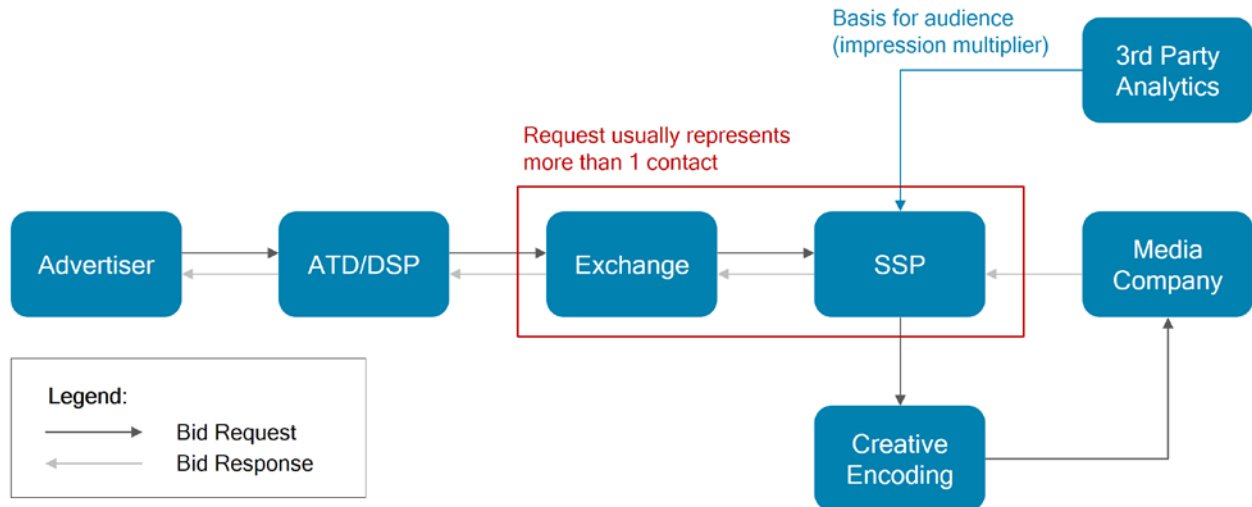 Basis for audience
(impression multiplier)
3rd Party
Analytics
Request usually represents
more than 1 contact
Advertiser
ATD/DSP
Exchange
SSP
Media
Company
Legend:
Bid Request
Bid Response
Creative
Encoding